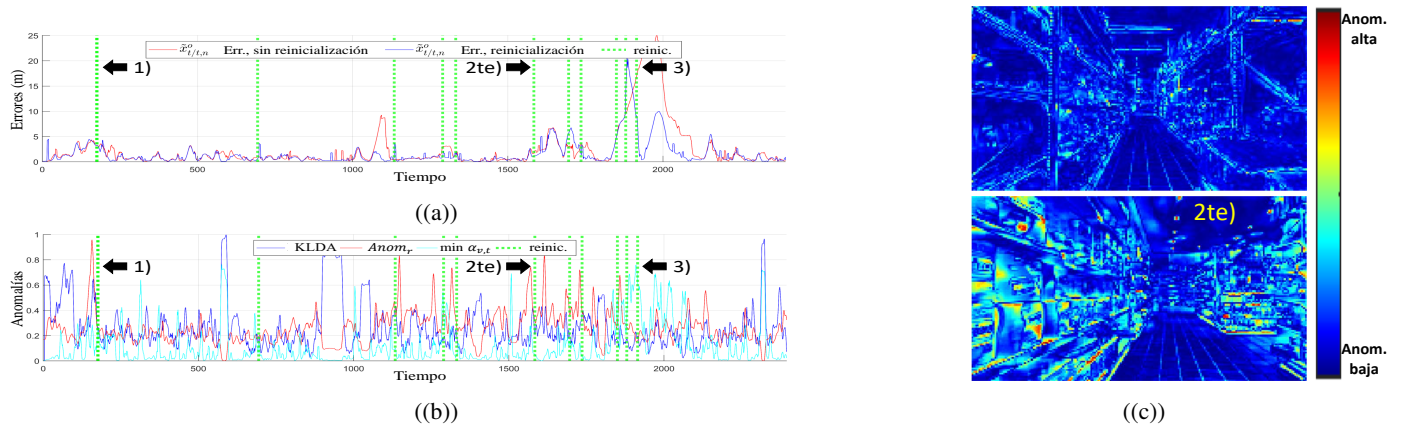 x̃ᵒₜ/ₜ,ₙ Err., sin reinicialización x̃ᵒₜ/ₜ,ₙ Err., reinicialización reinic.
25
20
15
10
5
0
Errores (m)
1)
2te)
3)
0 500 1000 1500 2000
Tiempo
((a))
KLDA Anom_r min α_{v,t} reinic.
1
0.8
0.6
0.4
0.2
0
Anomalías
1)
2te)
3)
0 500 1000 1500 2000
Tiempo
((b))
2te)
Anom.
alta
Anom.
baja
((c))